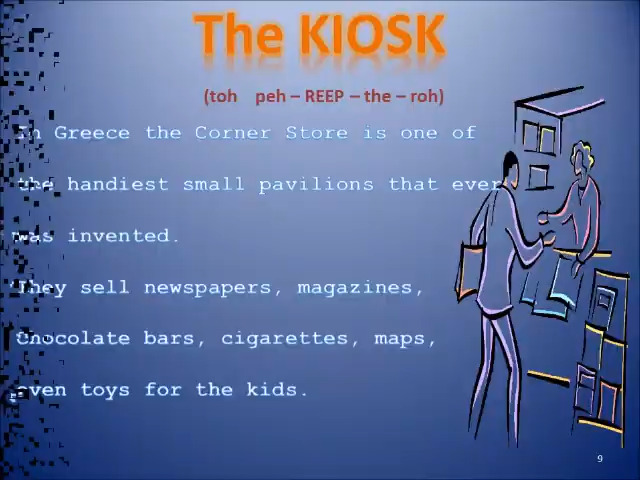 The KIOSK
(toh peh – REEP – the – roh)
In Greece the Corner Store is one of
the handiest small pavilions that ever
was invented.
They sell newspapers, magazines,
Chocolate bars, cigarettes, maps,
even toys for the kids.
9